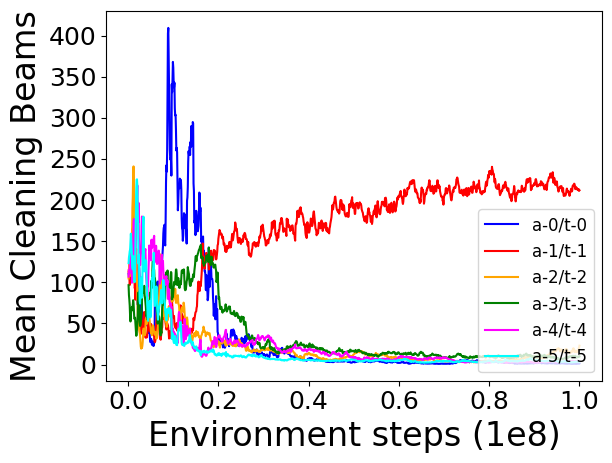 Mean Cleaning Beams
400
350
300
250
200
150
100
50
0
a-0/t-0
a-1/t-1
a-2/t-2
a-3/t-3
a-4/t-4
a-5/t-5
0.0 0.2 0.4 0.6 0.8 1.0
Environment steps (1e8)